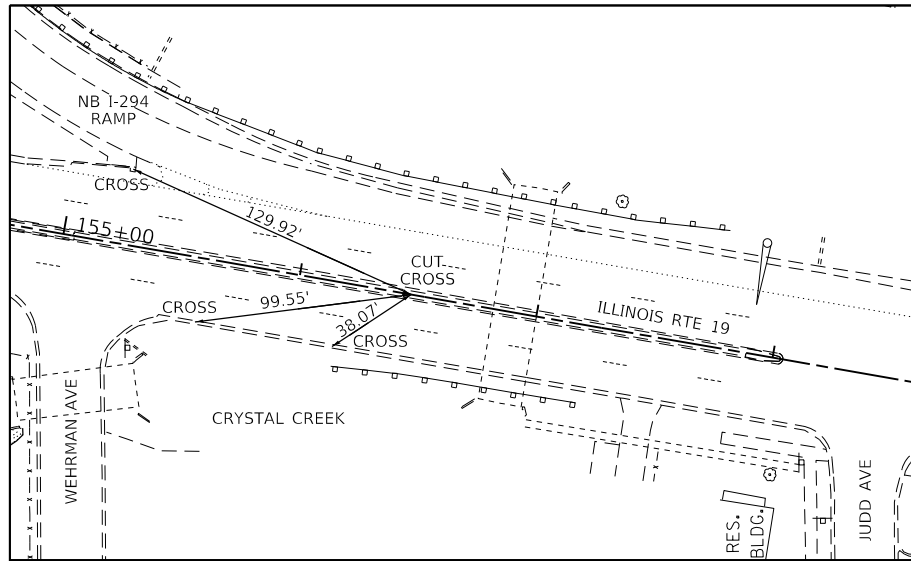 NB I-294
RAMP
CROSS
129.92'
155+00
CUT
CROSS
CROSS
99.55'
38.07'
CROSS
ILLINOIS RTE 19
CRYSTAL CREEK
WEHRMAN AVE
RES.
BLDG.
JUDD AVE